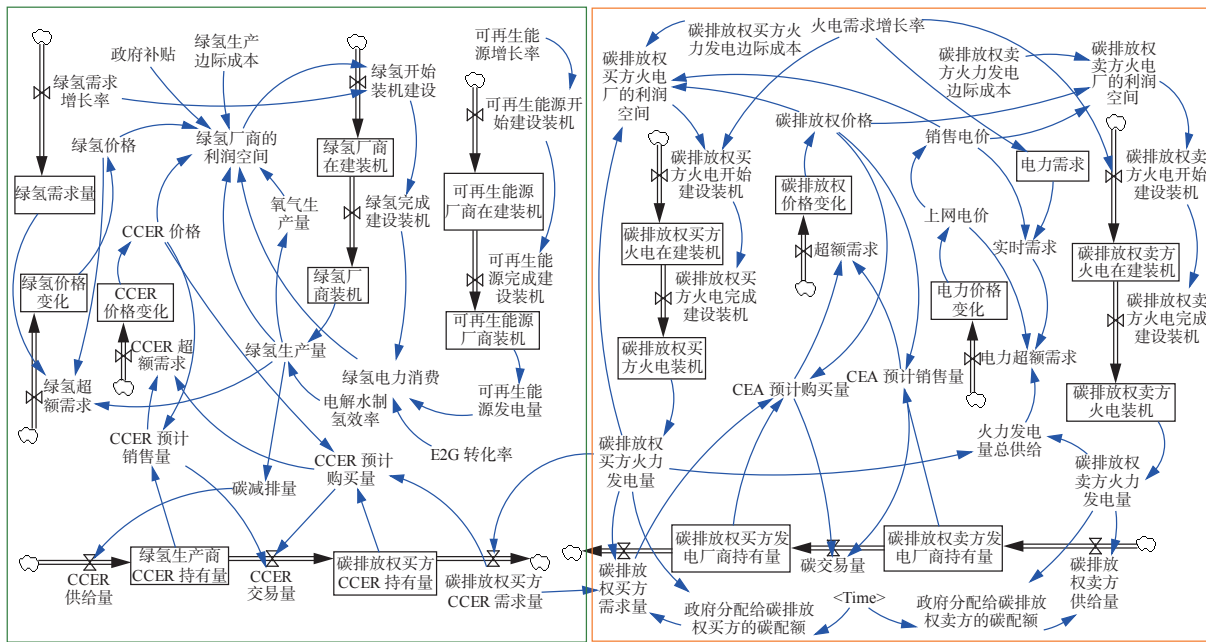 政府补贴
绿氢生产
边际成本
绿氢需求
增长率
绿氢开始
装机建设
可再生能
源增长率
绿氢价格
绿氢厂商的
利润空间
绿氢厂商
在建装机
可再生能源开
始建设装机
绿氢需求量
氧气生
产量
绿氢完成
建设装机
可再生能源
厂商在建装机
CCER 价格
绿氢价格
变化
CCER
价格变化
绿氢厂
商装机
可再生能
源完成建
设装机
可再生能源
厂商装机
CCER 超
额需求
绿氢生产量
绿氢超
额需求
绿氢电力消费
电解水制
氢效率
可再生能
源发电量
CCER 预计
销售量
E2G 转化率
CCER 预计
购买量
碳减排量
CCER
供给量
绿氢生产商
CCER 持有量
CCER
交易量
碳排放权买方
CCER 持有量
碳排放权买方
CCER 需求量
碳排放权买方火
力发电边际成本
火电需求增长率
碳排放权
买方火电
厂的利润
空间
碳排放权卖
方火力发电
边际成本
碳排放权
卖方火电
厂的利润
空间
碳排放权价格
销售电价
碳排放权买
方火电开始
建设装机
电力需求
碳排放权卖
方火电开始
建设装机
碳排放权
价格变化
上网电价
碳排放权买方
火电在建装机
超额需求
实时需求
碳排放权卖方
火电在建装机
碳排放权买
方火电完成
建设装机
电力价格
变化
碳排放权卖
方火电完成
建设装机
碳排放权买
方火电装机
电力超额需求
CEA 预计购买量
CEA 预计销售量
碳排放权卖方
火电装机
碳排放权
买方火力
发电量
火力发电
量总供给
碳排放权
卖方火力
发电量
碳排放权买方发
电厂商持有量
碳交易量
碳排放权卖方发
电厂商持有量
碳排放
权买方
需求量
碳排放
权卖方
供给量
政府分配给碳排放
权买方的碳配额
<Time>
政府分配给碳排放
权卖方的碳配额